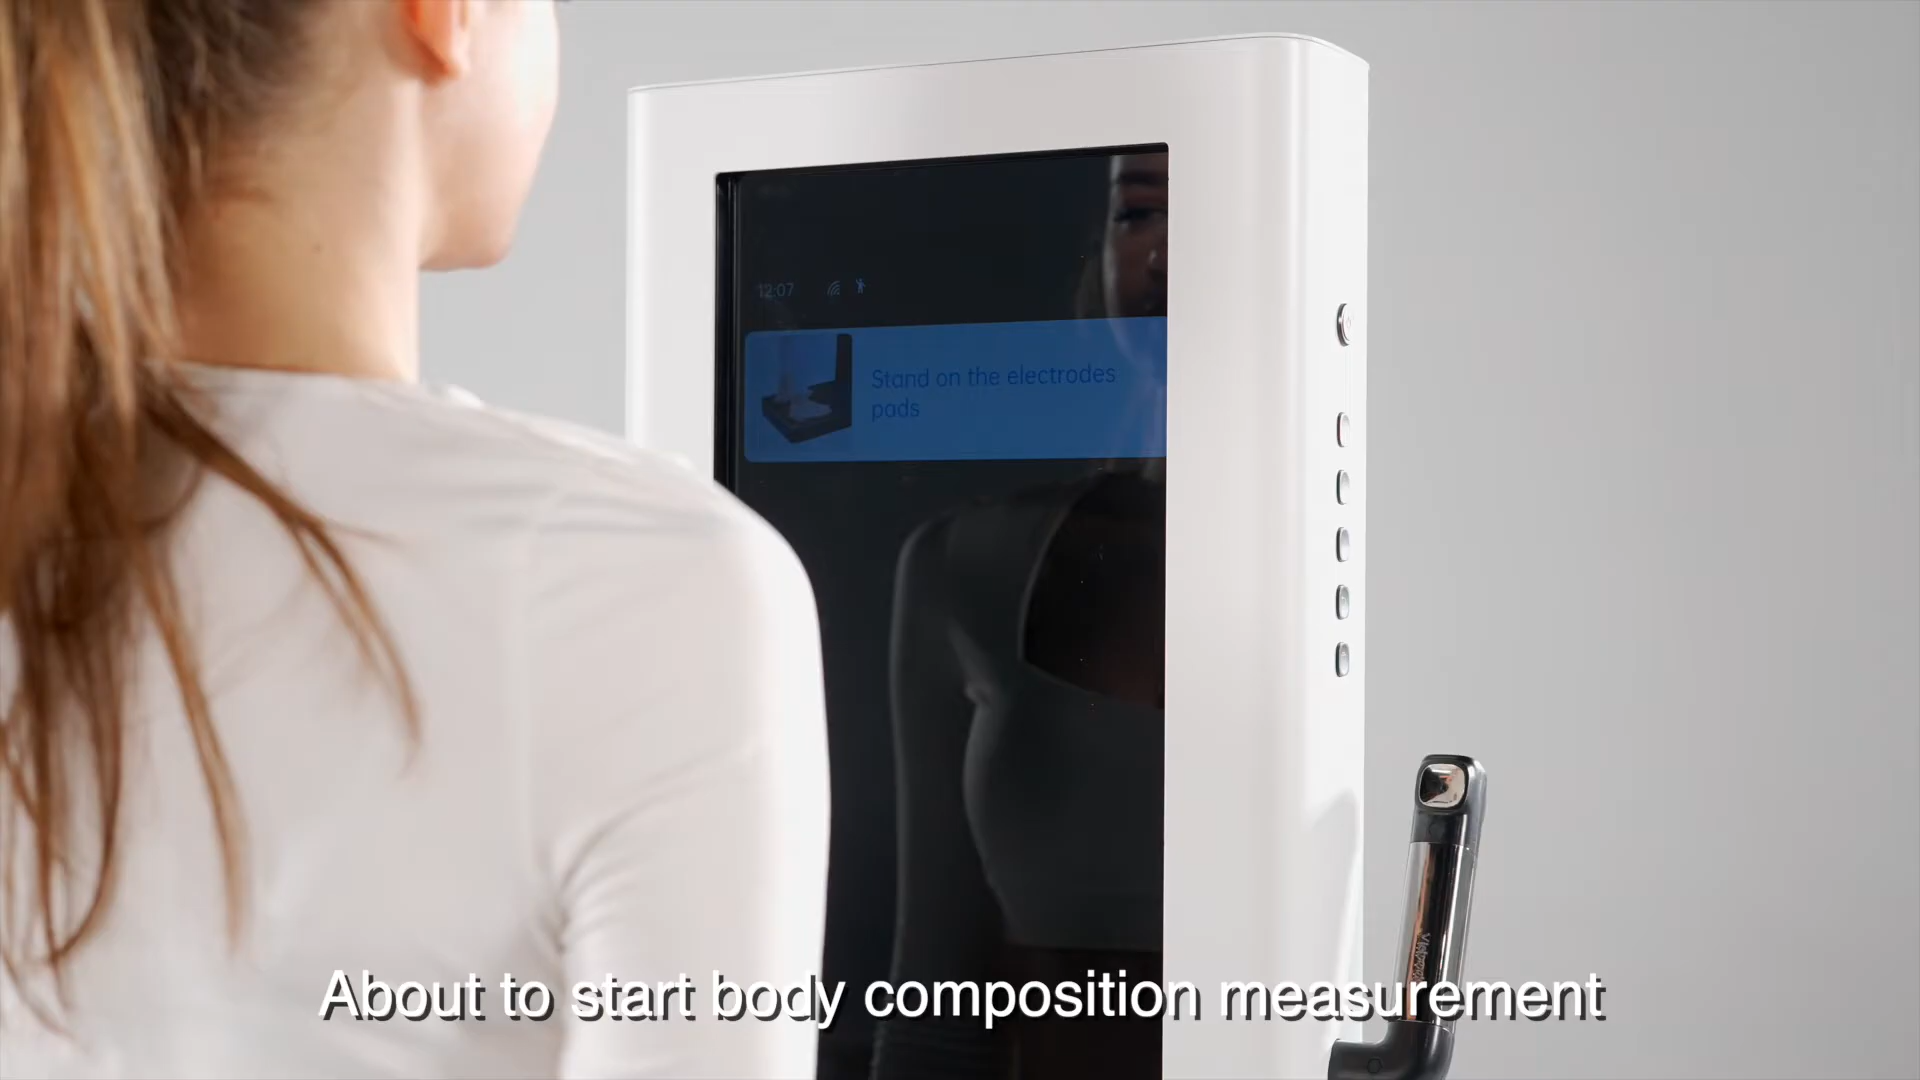 12:07
Stand on the electrodes
pads
About to start body composition measurement